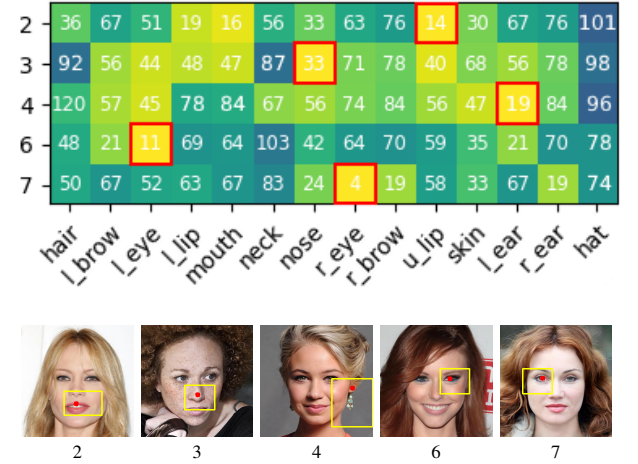 2 36 67 51 19 16 56 33 63 76 14 30 67 76 101
3 92 56 44 48 47 87 33 71 78 40 68 56 78 98
4 120 57 45 78 84 67 56 74 84 56 47 19 84 96
6 48 21 11 69 64 103 42 64 70 59 35 21 70 78
7 50 67 52 63 67 83 24 4 19 58 33 67 19 74
hair l_brow l_eye l_lip mouth neck nose r_eye r_brow u_lip skin l_ear r_ear hat
2 3 4 6 7